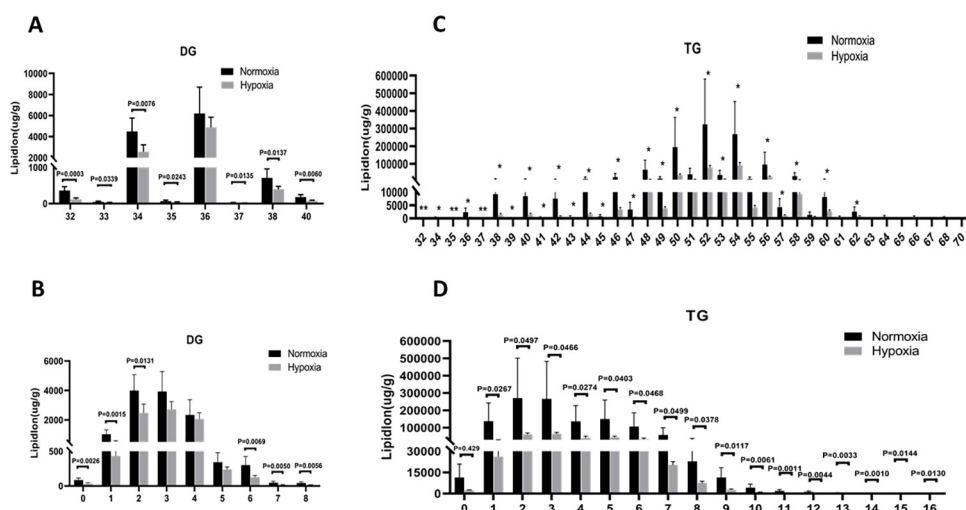 A
DG
Normoxia
Hypoxia
Lipidlon(ug/g)
10000
8000
6000
4000
2000
1000
0
P=0.0003
P=0.0339
P=0.0076
P=0.0243
P=0.0135
P=0.0137
P=0.0060
32 33 34 35 36 37 38 40
C
TG
Normoxia
Hypoxia
Lipidlon(ug/g)
600000
500000
400000
300000
200000
100000
10000
5000
0
** * * ** * * * * * * * * * * * * * * * * * * * * * * *
32 34 35 36 37 38 39 40 41 42 43 44 45 46 47 48 49 50 51 52 53 54 55 56 57 58 59 60 61 62 63 64 65 66 67 68 70
B
DG
Normoxia
Hypoxia
Lipidlon(ug/g)
6000
4000
2000
500
0
P=0.0026
P=0.0015
P=0.0131
P=0.0069
P=0.0050
P=0.0056
0 1 2 3 4 5 6 7 8
D
TG
Normoxia
Hypoxia
Lipidlon(ug/g)
600000
500000
400000
300000
200000
100000
30000
15000
0
P=0.429
P=0.0267
P=0.0497
P=0.0466
P=0.0274
P=0.0403
P=0.0468
P=0.0499
P=0.0378
P=0.0117
P=0.0061
P=0.0011
P=0.0044
P=0.0033
P=0.0010
P=0.0144
P=0.0130
0 1 2 3 4 5 6 7 8 9 10 11 12 13 14 15 16